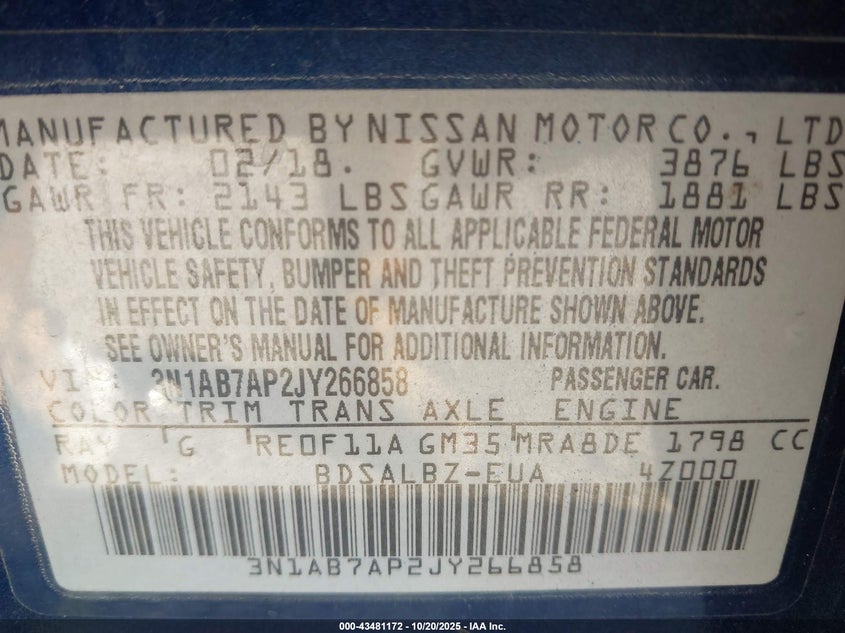 MANUFACTURED BY NISSAN MOTOR CO., LTD
DATE: 02/18. GVWR: 3876 LBS
GAWR FR: 2143 LBS GAWR RR: 1881 LBS
THIS VEHICLE CONFORMS TO ALL APPLICABLE FEDERAL MOTOR
VEHICLE SAFETY, BUMPER AND THEFT PREVENTION STANDARDS
IN EFFECT ON THE DATE OF MANUFACTURE SHOWN ABOVE.
SEE OWNER'S MANUAL FOR ADDITIONAL INFORMATION.
VIN: 3N1AB7AP2JY266858 PASSENGER CAR.
COLOR TRIM TRANS AXLE ENGINE
RAY G RE0F11A GM35 MRA8DE 1798 CC
MODEL: BDSALBZ-EUA 4Z000
3N1AB7AP2JY266858
000-43481172 - 10/20/2025 - IAA Inc.